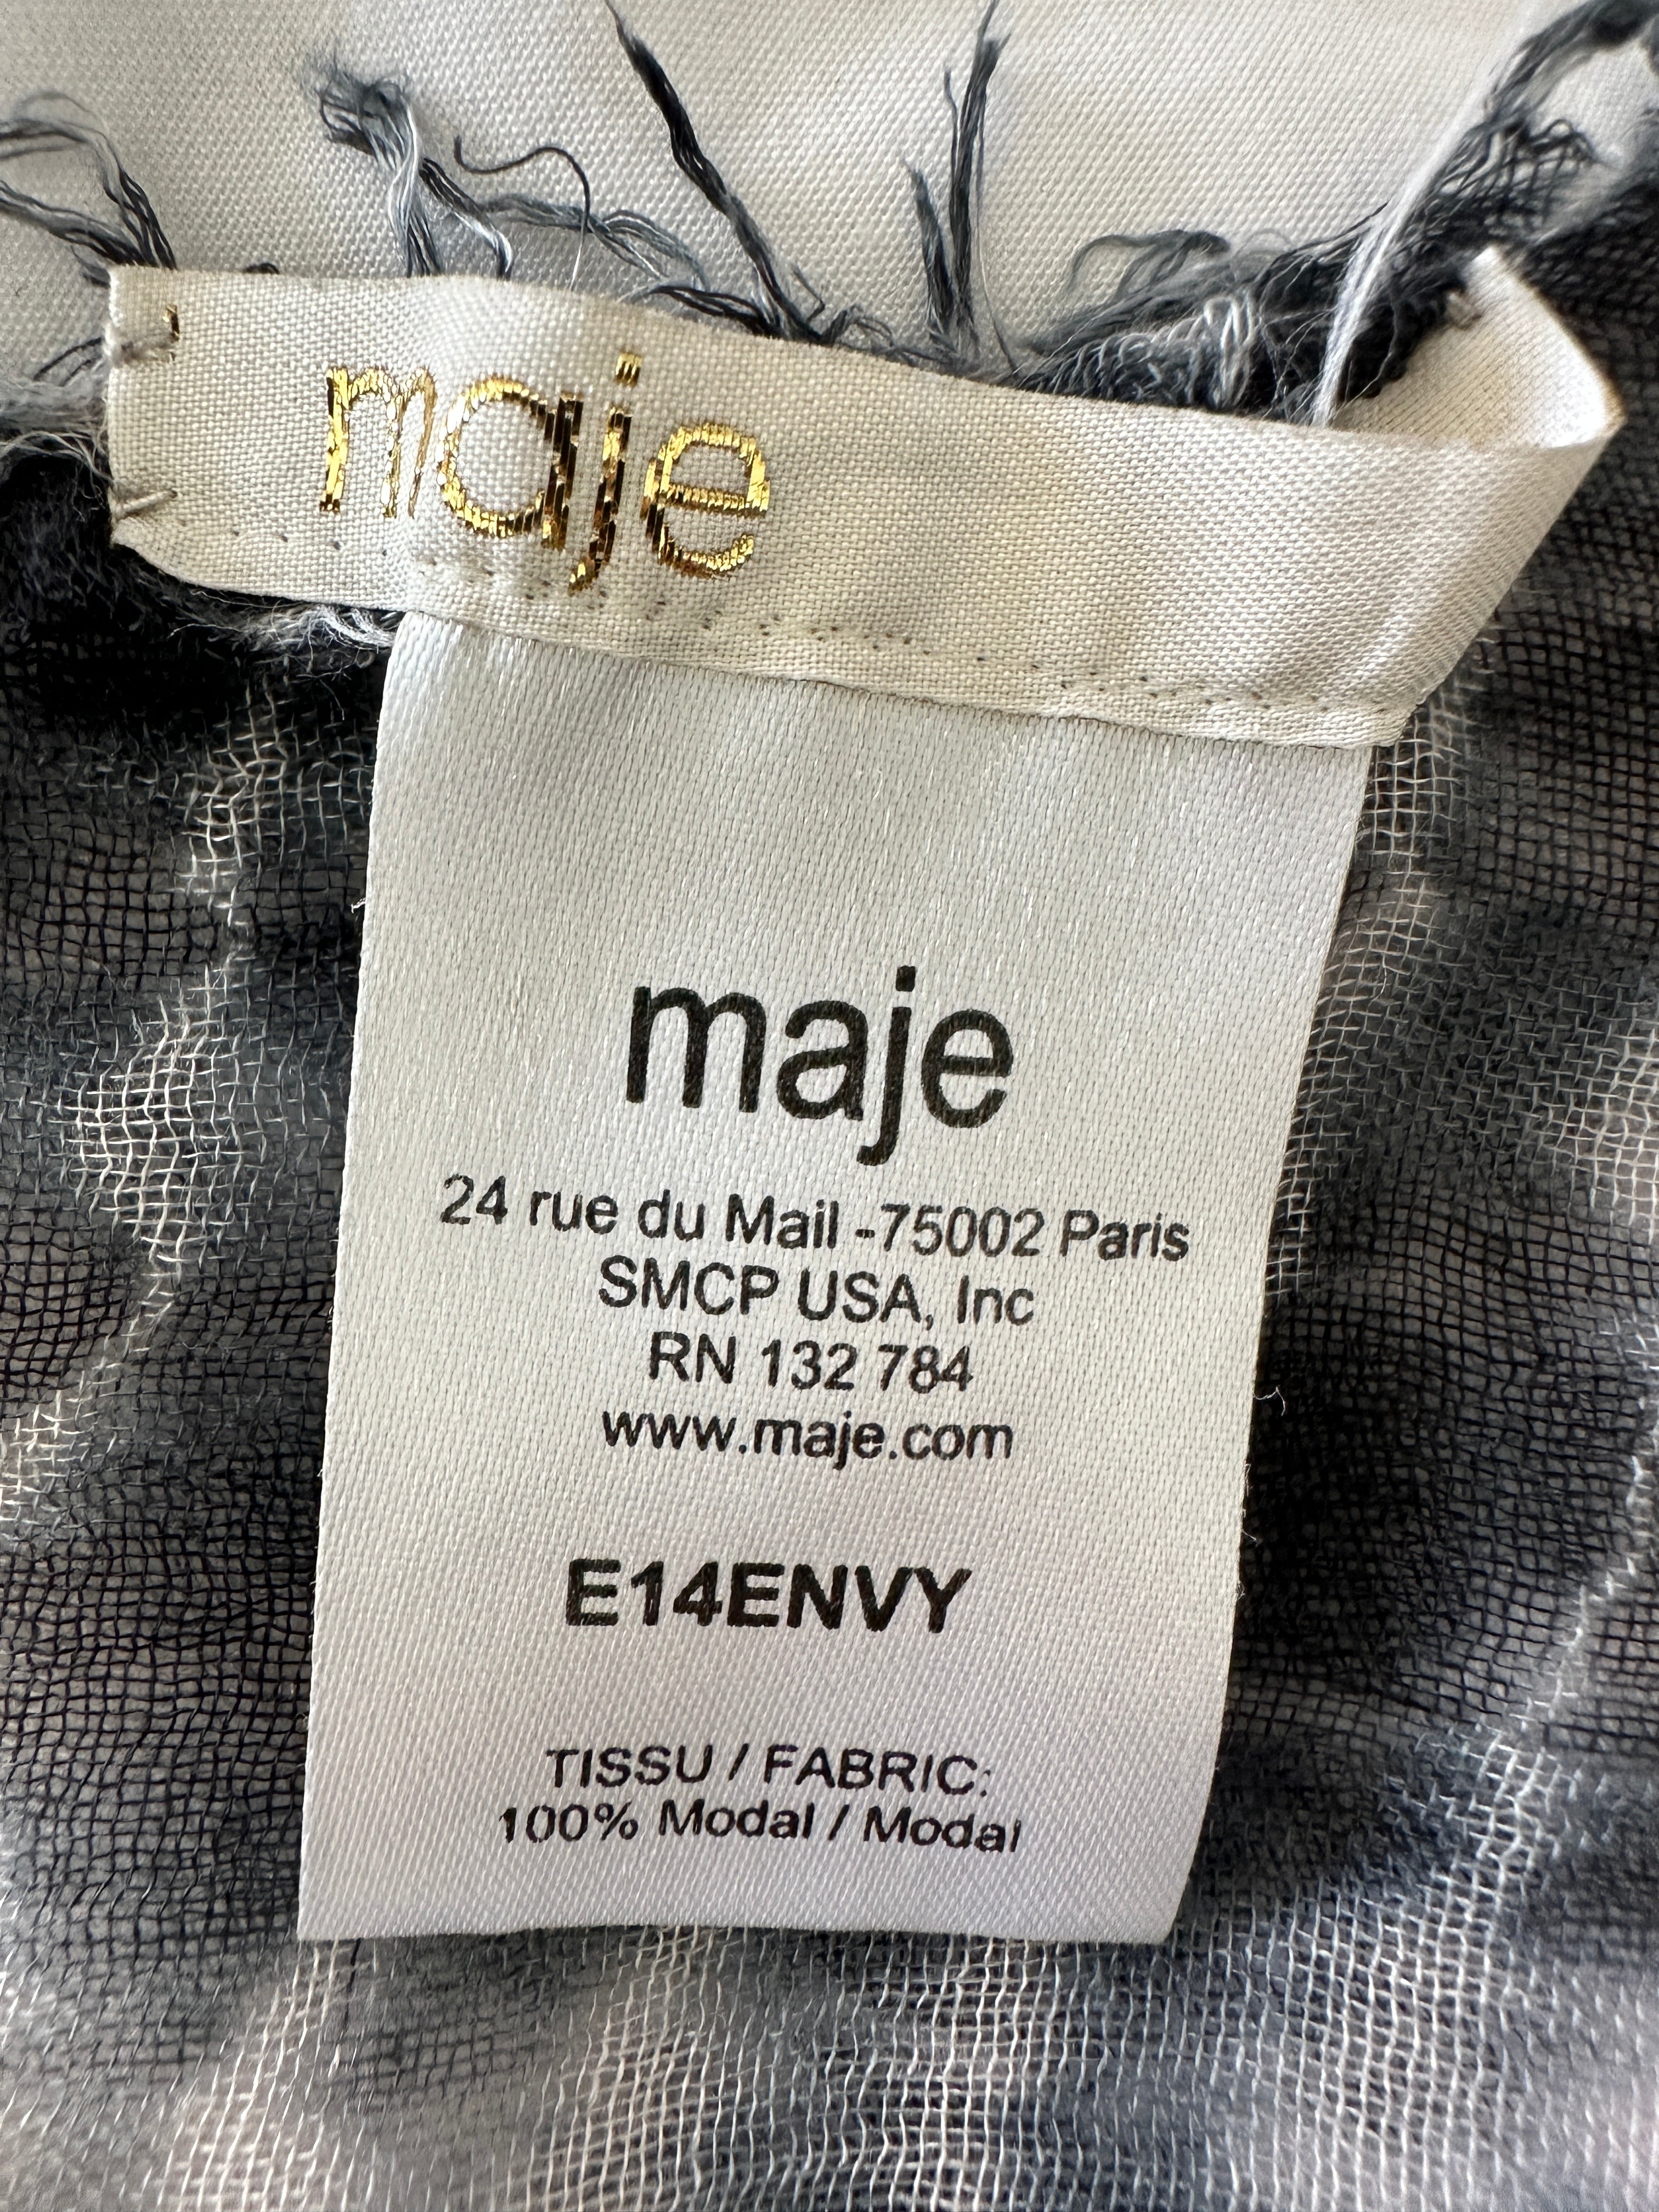 maje
maje
24 rue du Mail -75002 Paris
SMCP USA, Inc
RN 132 784
www.maje.com
E14ENVY
TISSU / FABRIC:
100% Modal / Modal